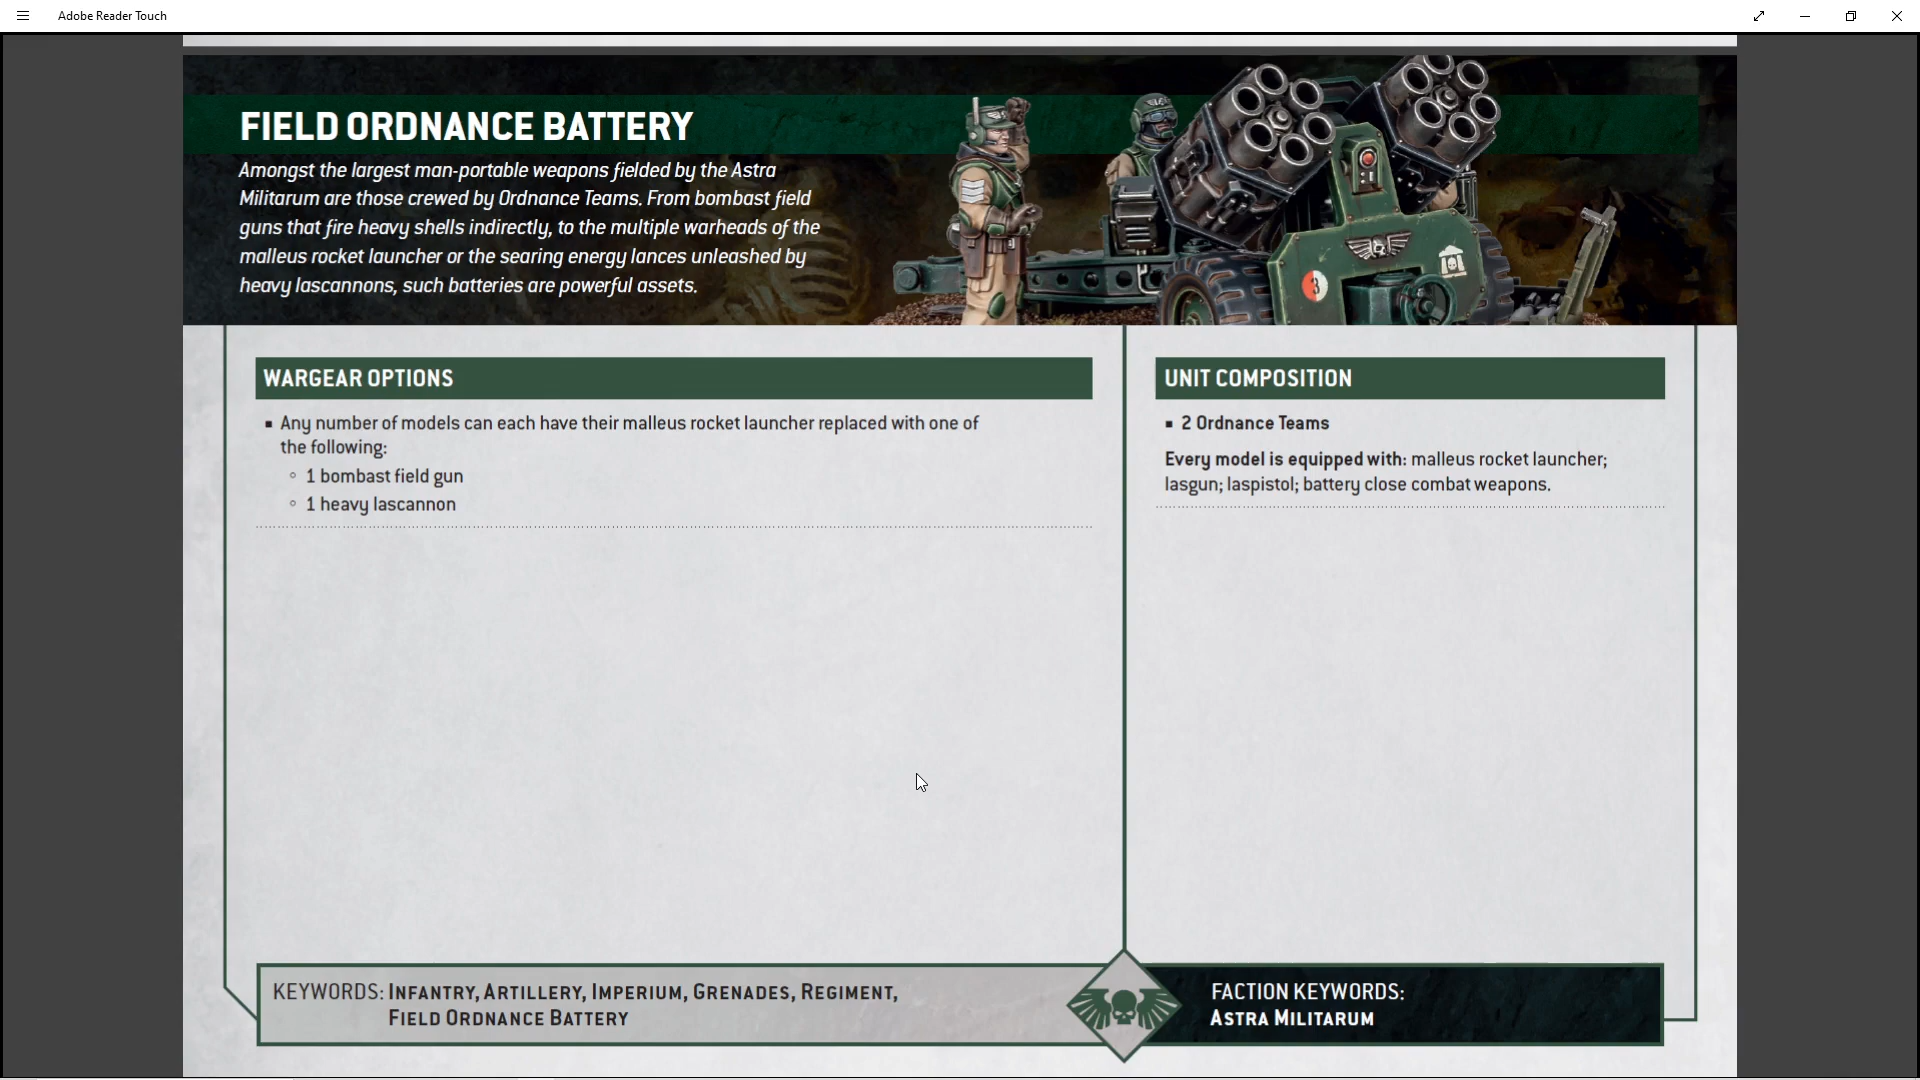 Adobe Reader Touch
FIELD ORDNANCE BATTERY
Amongst the largest man-portable weapons fielded by the Astra
Militarum are those crewed by Ordnance Teams. From bombast field
guns that fire heavy shells indirectly, to the multiple warheads of the
malleus rocket launcher or the searing energy lances unleashed by
heavy lascannons, such batteries are powerful assets.
3
WARGEAR OPTIONS
▪ Any number of models can each have their malleus rocket launcher replaced with one of
the following:
◦ 1 bombast field gun
◦ 1 heavy lascannon
UNIT COMPOSITION
▪ 2 Ordnance Teams
Every model is equipped with: malleus rocket launcher;
lasgun; laspistol; battery close combat weapons.
KEYWORDS: INFANTRY, ARTILLERY, IMPERIUM, GRENADES, REGIMENT,
FIELD ORDNANCE BATTERY
FACTION KEYWORDS:
ASTRA MILITARUM